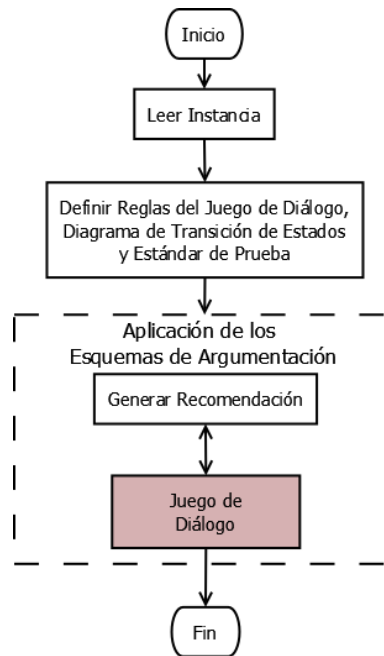 Inicio
Leer Instancia
Definir Reglas del Juego de Diálogo,
Diagrama de Transición de Estados
y Estándar de Prueba
Aplicación de los
Esquemas de Argumentación
Generar Recomendación
Juego de
Diálogo
Fin